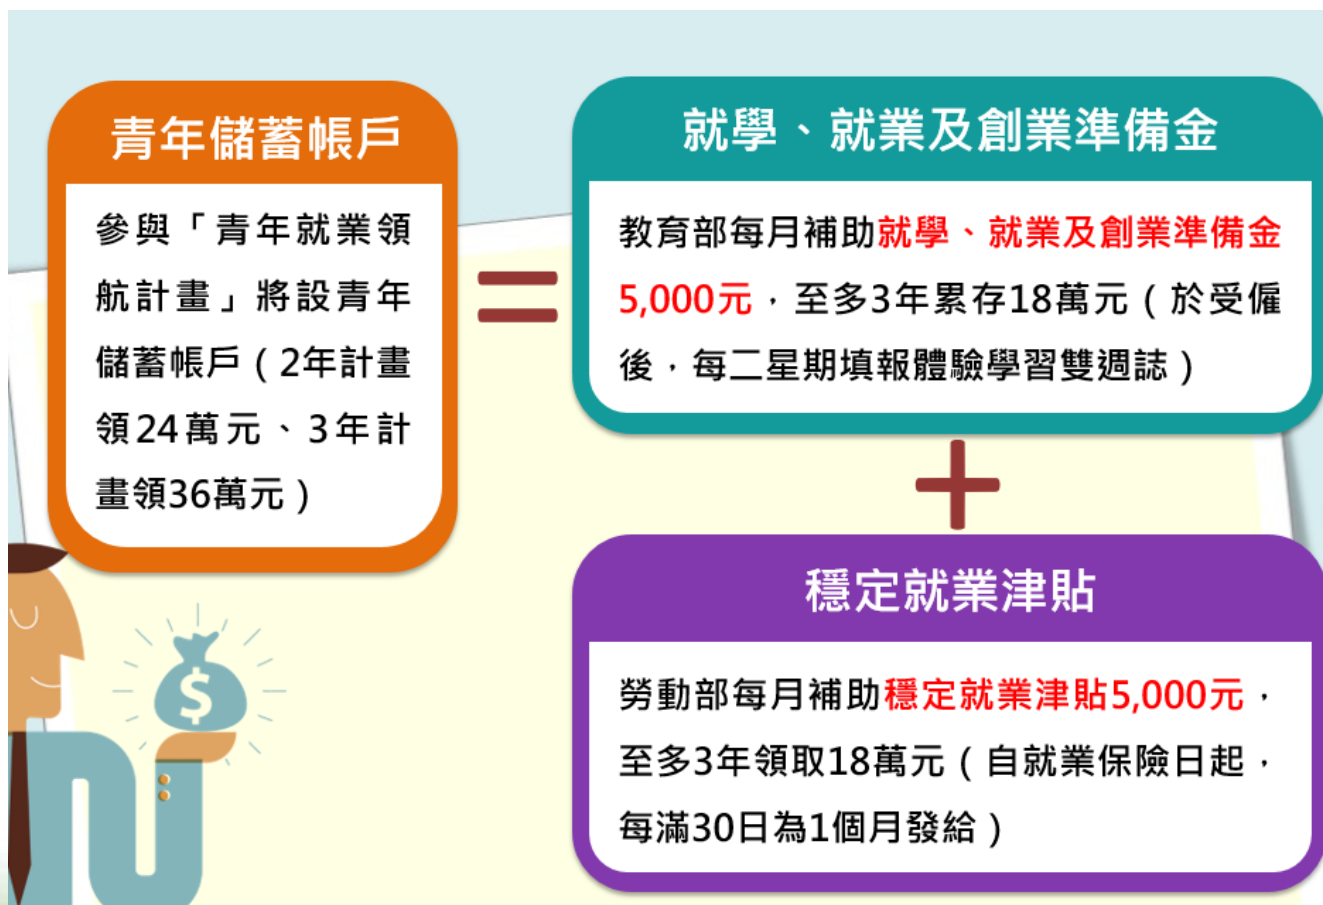 青年儲蓄帳戶
參與「青年就業領
航計畫」將設青年
儲蓄帳戶(2年計畫
領24萬元、3年計
畫領36萬元)
=
就學、就業及創業準備金
教育部每月補助就學、就業及創業準備金
5,000元,至多3年累存18萬元(於受僱
後,每二星期填報體驗學習雙週誌)
+
穩定就業津貼
勞動部每月補助穩定就業津貼5,000元,
至多3年領取18萬元(自就業保險日起,
每滿30日為1個月發給)
$